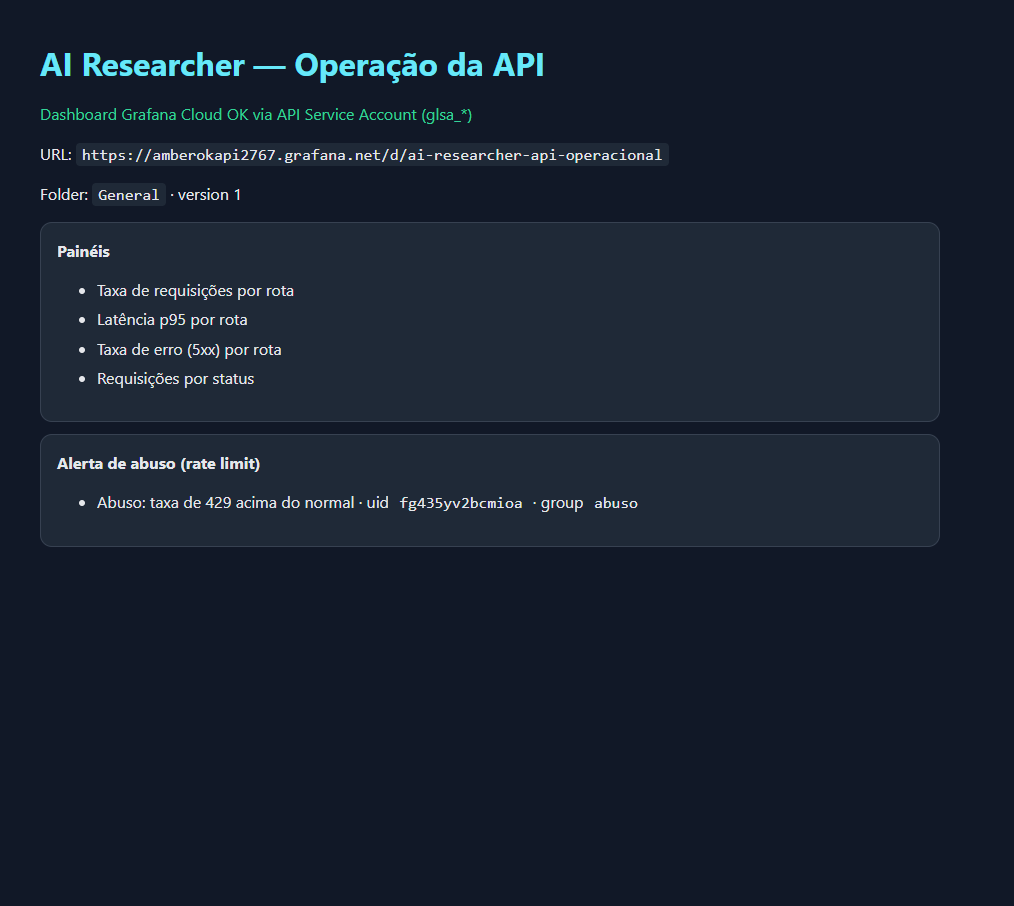 AI Researcher — Operação da API
Dashboard Grafana Cloud OK via API Service Account (glsa_*)
URL: https://amberokapi2767.grafana.net/d/ai-researcher-api-operacional
Folder: General · version 1
Painéis
• Taxa de requisições por rota
• Latência p95 por rota
• Taxa de erro (5xx) por rota
• Requisições por status
Alerta de abuso (rate limit)
• Abuso: taxa de 429 acima do normal · uid fg435yv2bcmioa · group abuso